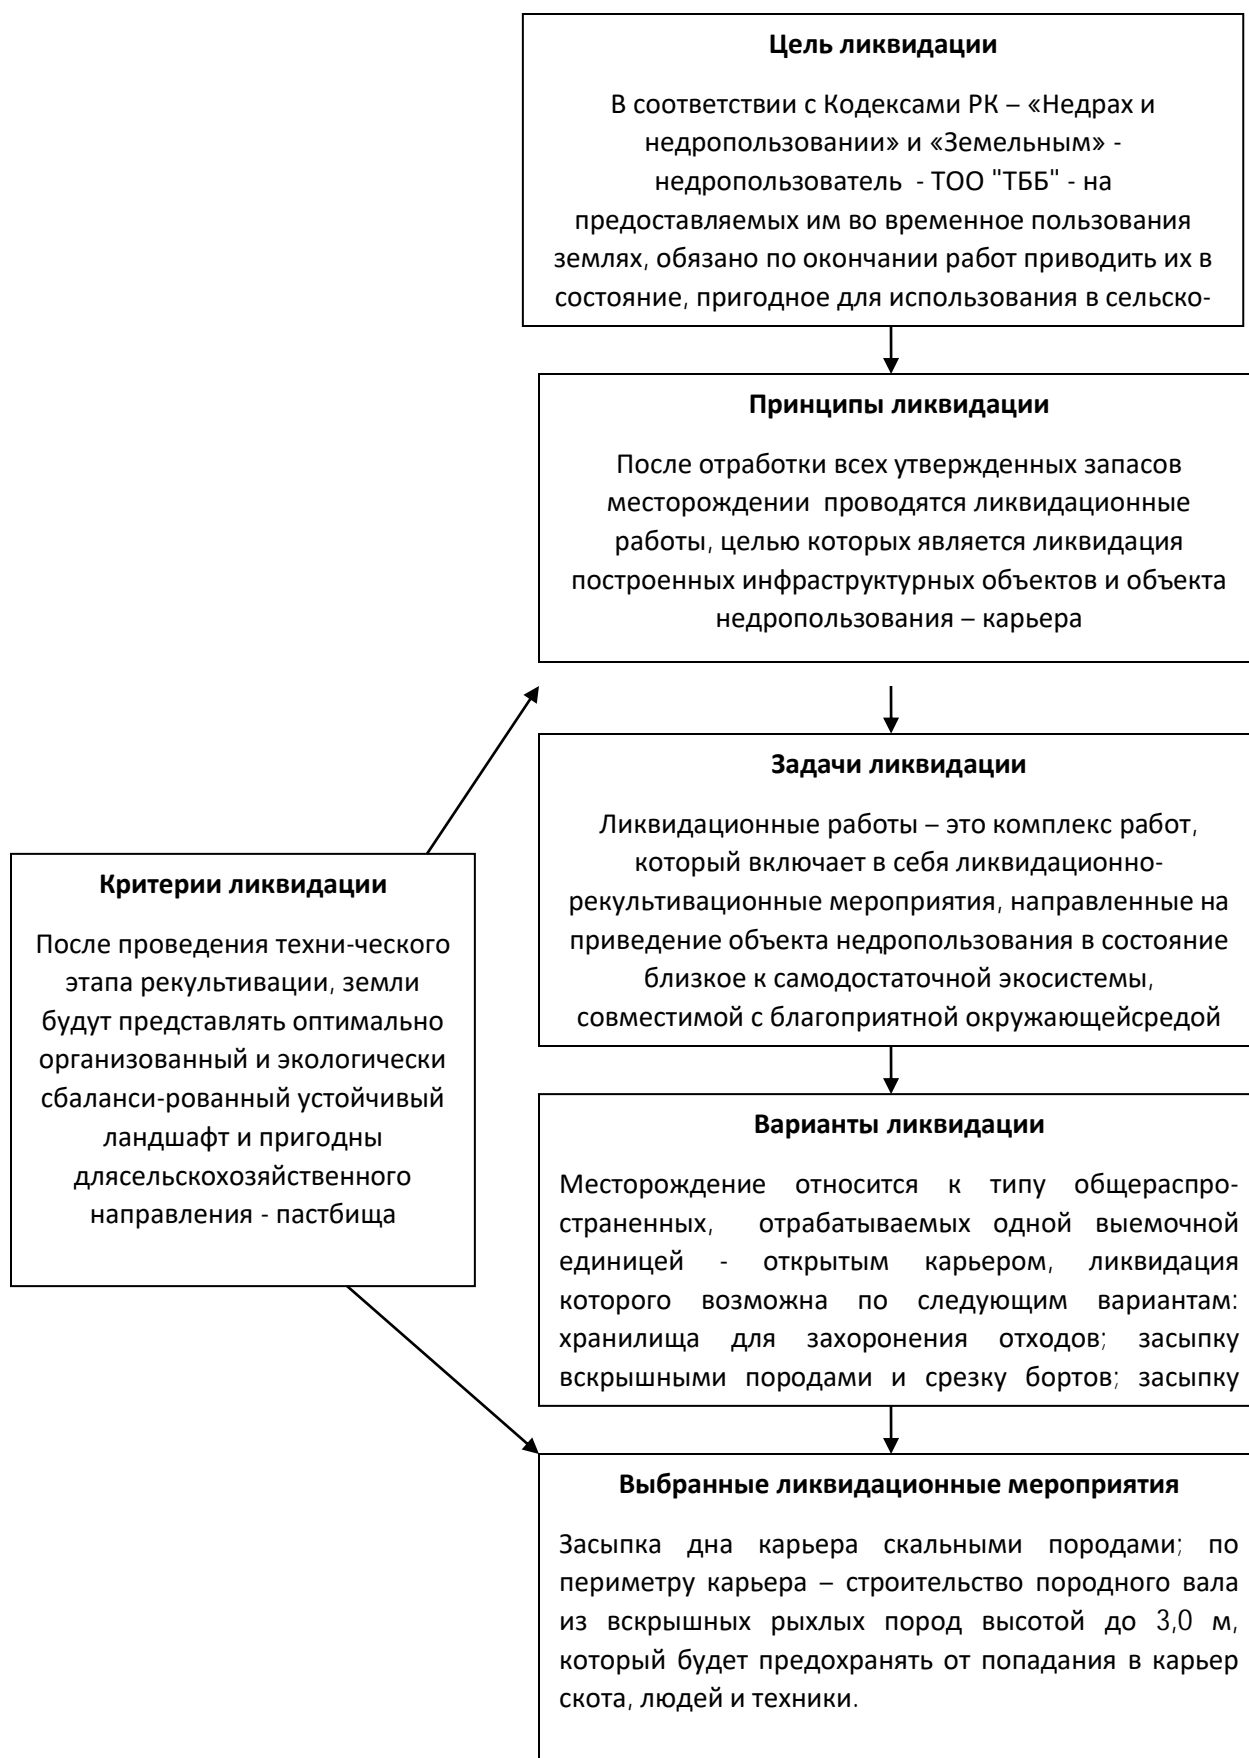 Цель ликвидации
В соответствии с Кодексами РК – «Недрах и
недропользовании» и «Земельным» -
недропользователь - ТОО "ТББ" - на
предоставляемых им во временное пользования
землях, обязано по окончании работ приводить их в
состояние, пригодное для использования в сельско-
Принципы ликвидации
После отработки всех утвержденных запасов
месторождении проводятся ликвидационные
работы, целью которых является ликвидация
построенных инфраструктурных объектов и объекта
недропользования – карьера
Задачи ликвидации
Ликвидационные работы – это комплекс работ,
который включает в себя ликвидационно-
рекультивационные мероприятия, направленные на
приведение объекта недропользования в состояние
близкое к самодостаточной экосистемы,
совместимой с благоприятной окружающейсредой
Критерии ликвидации
После проведения техни-ческого
этапа рекультивации, земли
будут представлять оптимально
организованный и экологически
сбаланси-рованный устойчивый
ландшафт и пригодны
длясельскохозяйственного
направления - пастбища
Варианты ликвидации
Месторождение относится к типу общераспро-
страненных, отрабатываемых одной выемочной
единицей - открытым карьером, ликвидация
которого возможна по следующим вариантам:
хранилища для захоронения отходов; засыпку
вскрышными породами и срезку бортов; засыпку
Выбранные ликвидационные мероприятия
Засыпка дна карьера скальными породами; по
периметру карьера – строительство породного вала
из вскрышных рыхлых пород высотой до 3,0 м,
который будет предохранять от попадания в карьер
скота, людей и техники.